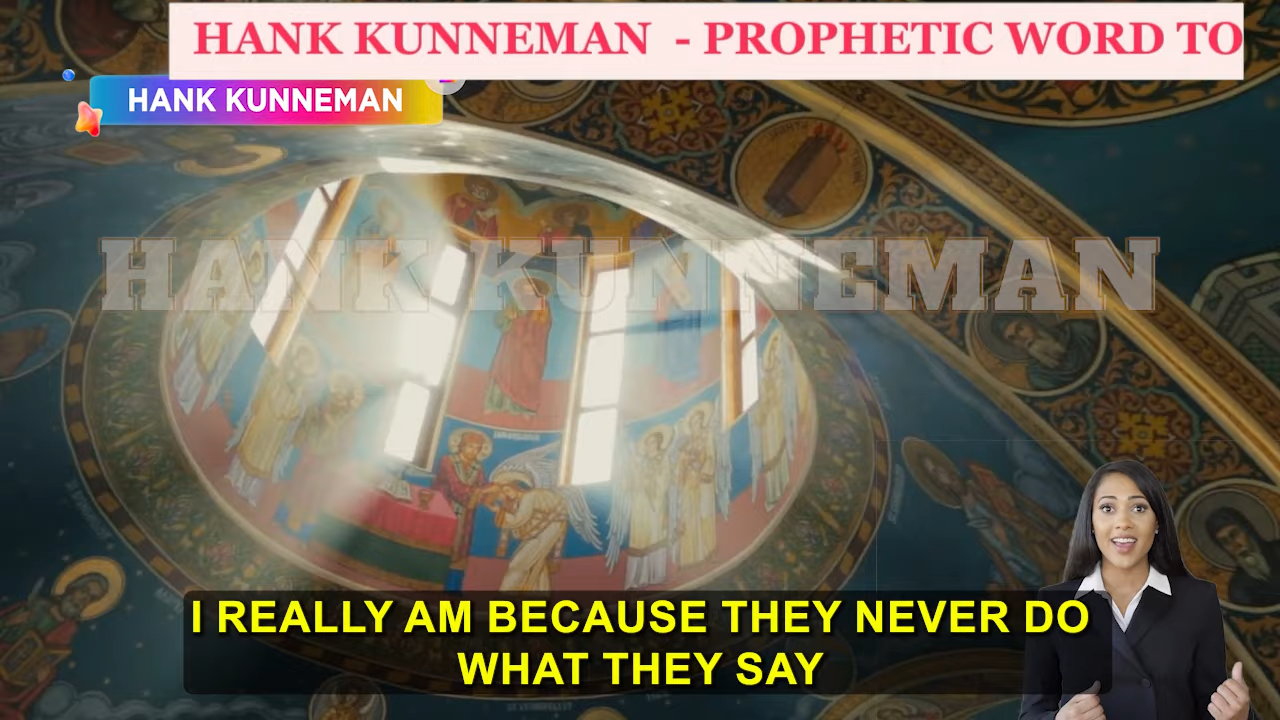 HANK KUNNEMAN - PROPHETIC WORD TO
HANK KUNNEMAN
HANK KUNNEMAN
I REALLY AM BECAUSE THEY NEVER DO
WHAT THEY SAY